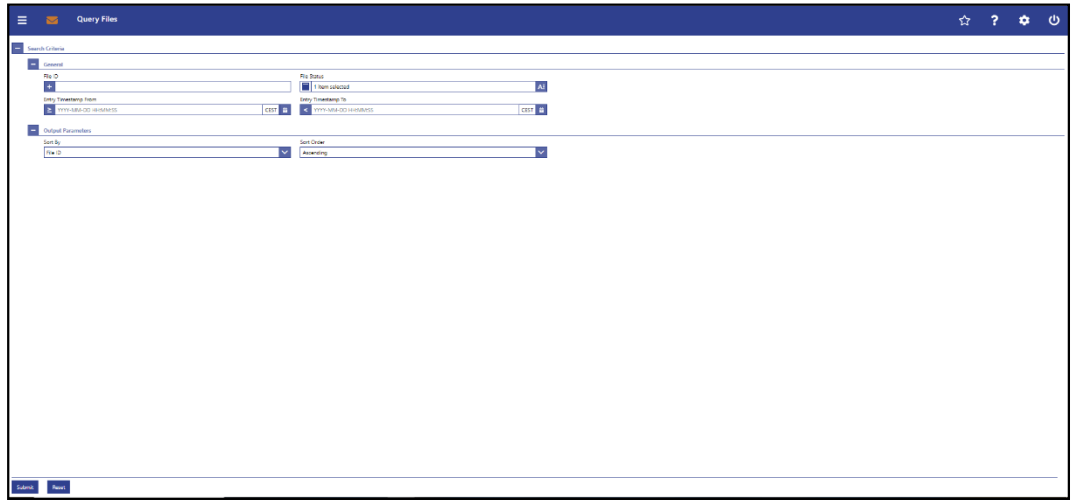 Query Files
Search Criteria
General
File ID
File Status
1 Item selected
Entry Timestamp From
Entry Timestamp To
YYYY-MM-DD HH:MM:SS CEST
YYYY-MM-DD HH:MM:SS CEST
Output Parameters
Sort By
Sort Order
File ID
Ascending
Submit Reset